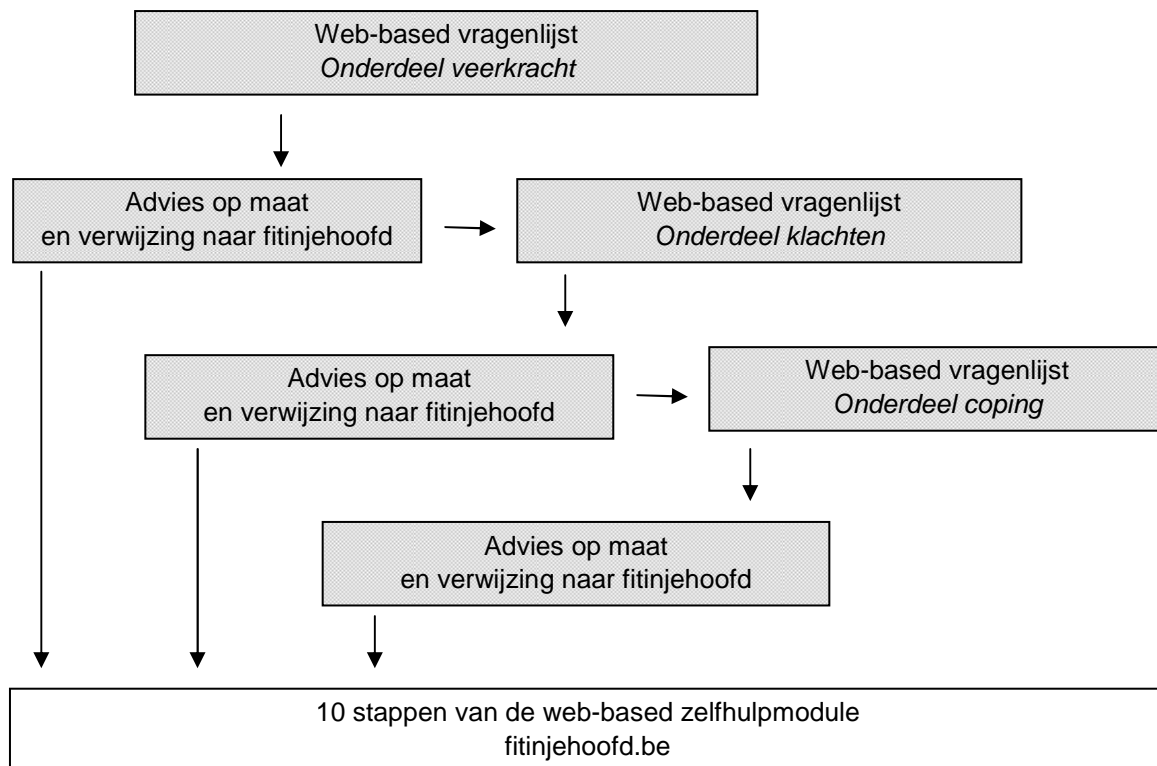 Web-based vragenlijst
Onderdeel veerkracht
Advies op maat
en verwijzing naar fitinjehoofd
Web-based vragenlijst
Onderdeel klachten
Advies op maat
en verwijzing naar fitinjehoofd
Web-based vragenlijst
Onderdeel coping
Advies op maat
en verwijzing naar fitinjehoofd
10 stappen van de web-based zelfhulpmodule
fitinjehoofd.be